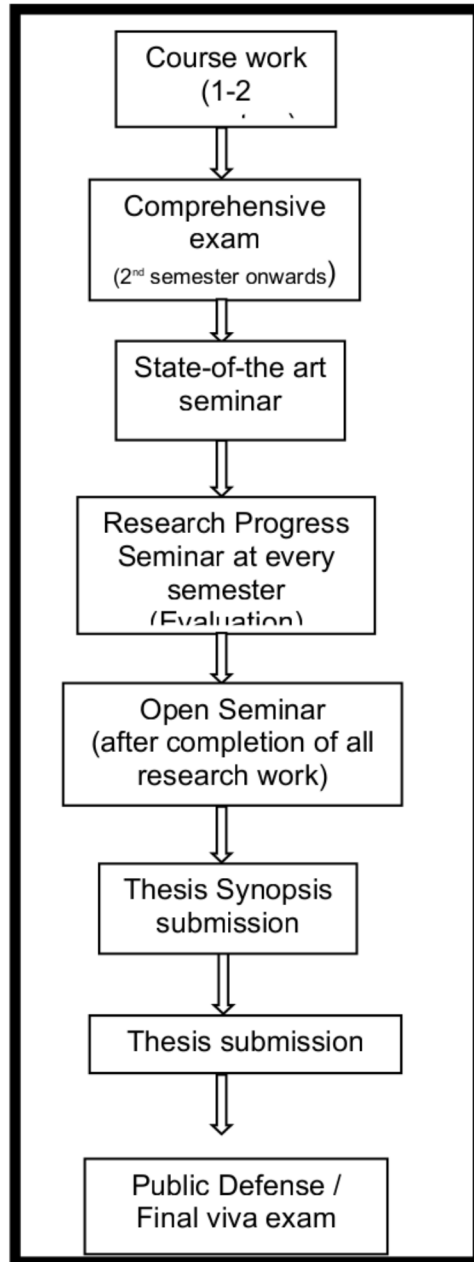 Course work
(1-2
Comprehensive
exam
(2nd semester onwards)
State-of-the art
seminar
Research Progress
Seminar at every
semester
(Evaluation)
Open Seminar
(after completion of all
research work)
Thesis Synopsis
submission
Thesis submission
Public Defense /
Final viva exam